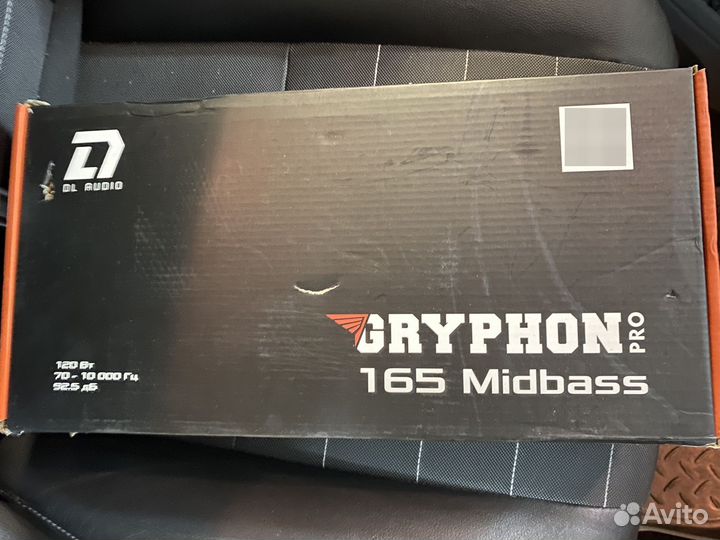 DL AUDIO
GRYPHON PRO
165 Midbass
120 Вт
70 - 10 000 Гц
92.5 дБ
Avito